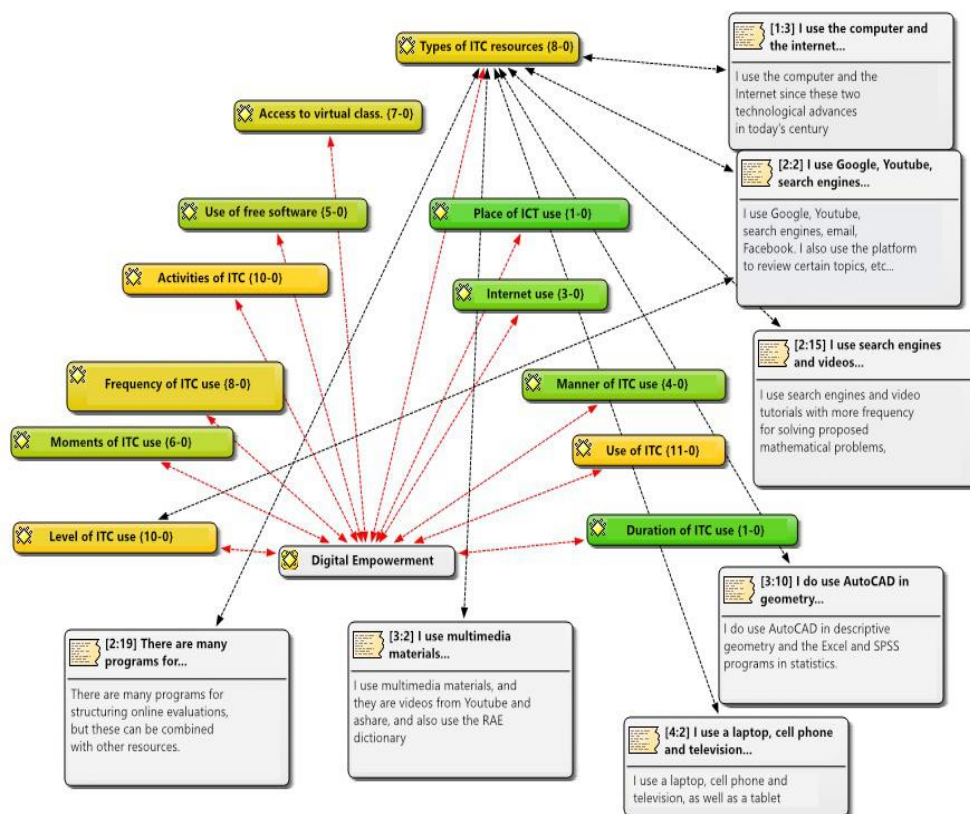 Types of ITC resources {8-0}
[1:3] I use the computer and
the internet...
I use the computer and the
Internet since these two
technological advances
in today's century
Access to virtual class. {7-0}
[2:2] I use Google, Youtube,
search engines...
I use Google, Youtube,
search engines, email,
Facebook. I also use the platform
to review certain topics, etc...
Use of free software {5-0}
Place of ICT use {1-0}
Activities of ITC {10-0}
Internet use {3-0}
[2:15] I use search engines
and videos...
I use search engines and video
tutorials with more frequency
for solving proposed
mathematical problems,
Frequency of ITC use {8-0}
Manner of ITC use {4-0}
Moments of ITC use {6-0}
Use of ITC {11-0}
Level of ITC use {10-0}
Duration of ITC use {1-0}
Digital Empowerment
[3:10] I do use AutoCAD in
geometry...
I do use AutoCAD in descriptive
geometry and the Excel and SPSS
programs in statistics.
[2:19] There are many
programs for...
There are many programs for
structuring online evaluations,
but these can be combined
with other resources.
[3:2] I use multimedia
materials...
I use multimedia materials, and
they are videos from Youtube and
ashare, and also use the RAE
dictionary
[4:2] I use a laptop, cell phone
and television...
I use a laptop, cell phone and
television, as well as a tablet